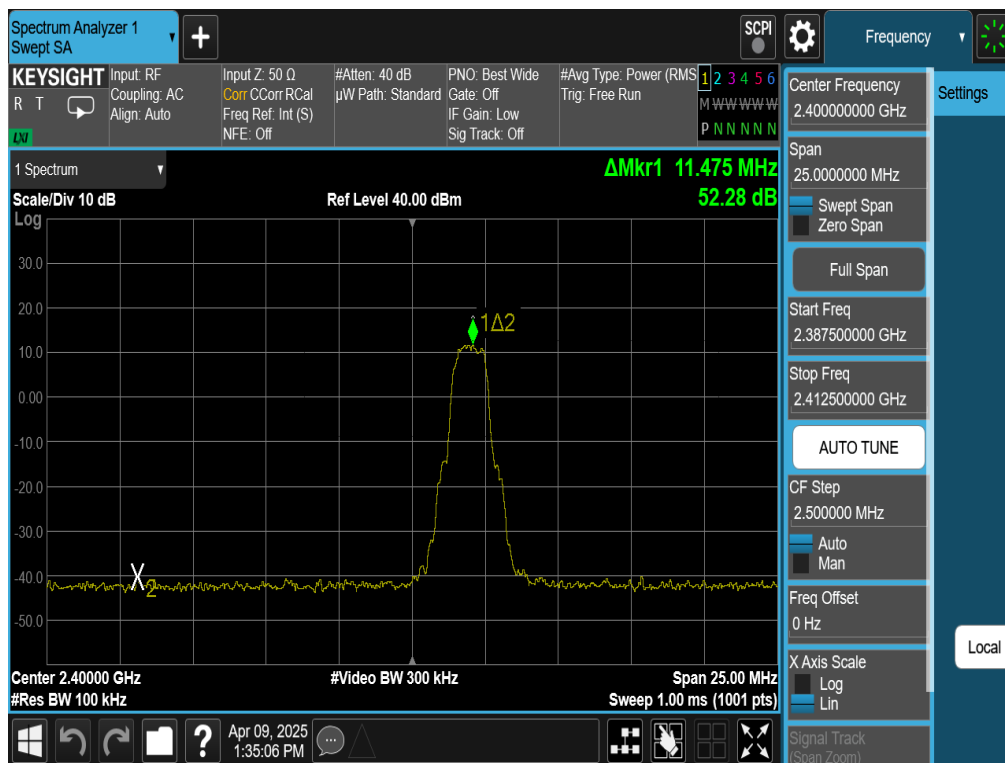 Spectrum Analyzer 1
Swept SA
+
SCPI
Frequency
KEYSIGHT
R T
LXI
Input: RF
Coupling: AC
Align: Auto
Input Z: 50 Ω
Corr CCorr RCal
Freq Ref: Int (S)
NFE: Off
#Atten: 40 dB
µW Path: Standard
PNO: Best Wide
Gate: Off
IF Gain: Low
Sig Track: Off
#Avg Type: Power (RMS
Trig: Free Run
1 2 3 4 5 6
M W W W W W
P N N N N N
1 Spectrum
Scale/Div 10 dB
Ref Level 40.00 dBm
ΔMkr1 11.475 MHz
52.28 dB
Log
30.0
20.0
10.0
0.00
-10.0
-20.0
-30.0
-40.0
-50.0
1Δ2
2
Center 2.40000 GHz
#Res BW 100 kHz
#Video BW 300 kHz
Span 25.00 MHz
Sweep 1.00 ms (1001 pts)
Apr 09, 2025
1:35:06 PM
?
Center Frequency
2.400000000 GHz
Span
25.0000000 MHz
Swept Span
Zero Span
Full Span
Start Freq
2.387500000 GHz
Stop Freq
2.412500000 GHz
AUTO TUNE
CF Step
2.500000 MHz
Auto
Man
Freq Offset
0 Hz
X Axis Scale
Log
Lin
Signal Track
(Span Zoom)
Settings
Local